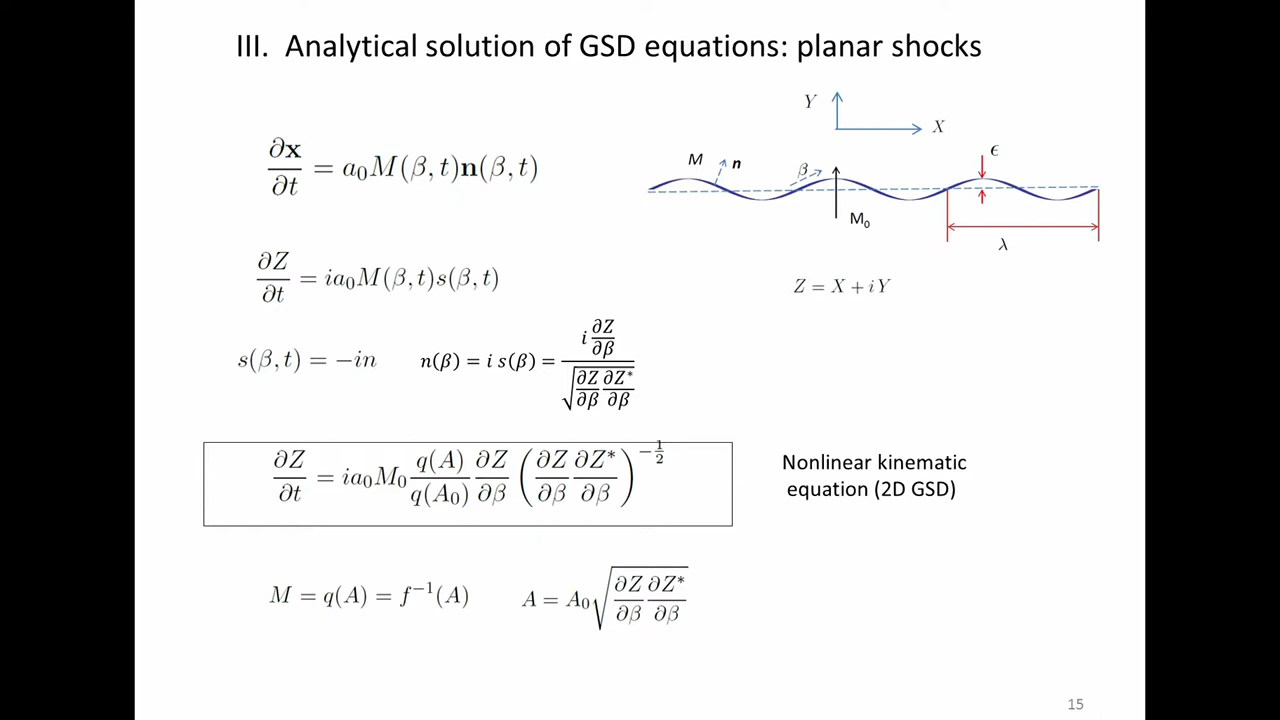 III. Analytical solution of GSD equations: planar shocks
Y
X
∂x/∂t = a₀M(β, t)n(β, t)
M
n
β
ϵ
M₀
λ
∂Z/∂t = ia₀M(β, t)s(β, t)
Z = X + iY
s(β, t) = −in
n(β) = i s(β) = i ∂Z/∂β / √(∂Z/∂β ∂Z*/∂β)
∂Z/∂t = ia₀M₀ q(A)/q(A₀) ∂Z/∂β (∂Z/∂β ∂Z*/∂β)^(−1/2)
Nonlinear kinematic
equation (2D GSD)
M = q(A) = f⁻¹(A)
A = A₀√(∂Z/∂β ∂Z*/∂β)
15